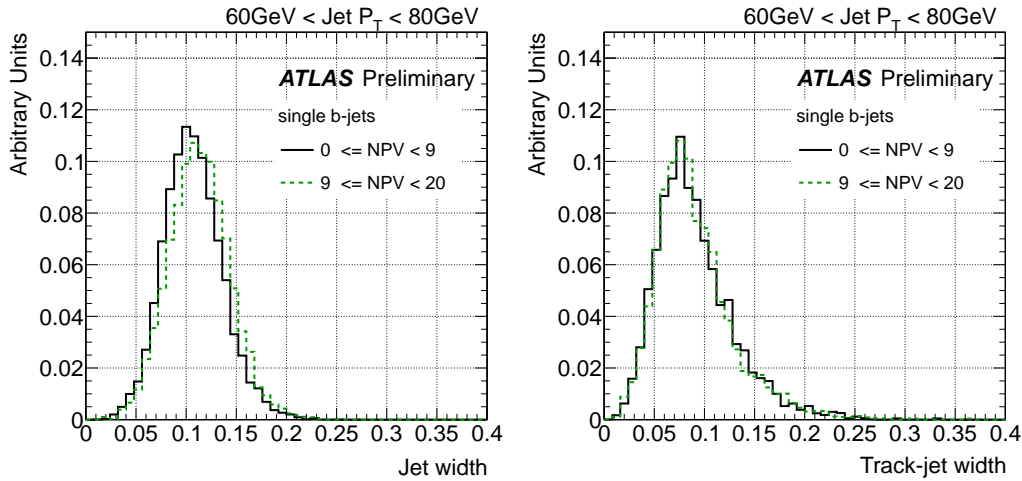 60GeV < Jet P_T < 80GeV
Arbitrary Units
0.14
0.12
0.1
0.08
0.06
0.04
0.02
0
ATLAS Preliminary
single b-jets
0 <= NPV < 9
9 <= NPV < 20
0 0.05 0.1 0.15 0.2 0.25 0.3 0.35 0.4
Jet width
60GeV < Jet P_T < 80GeV
Arbitrary Units
0.14
0.12
0.1
0.08
0.06
0.04
0.02
0
ATLAS Preliminary
single b-jets
0 <= NPV < 9
9 <= NPV < 20
0 0.05 0.1 0.15 0.2 0.25 0.3 0.35 0.4
Track-jet width